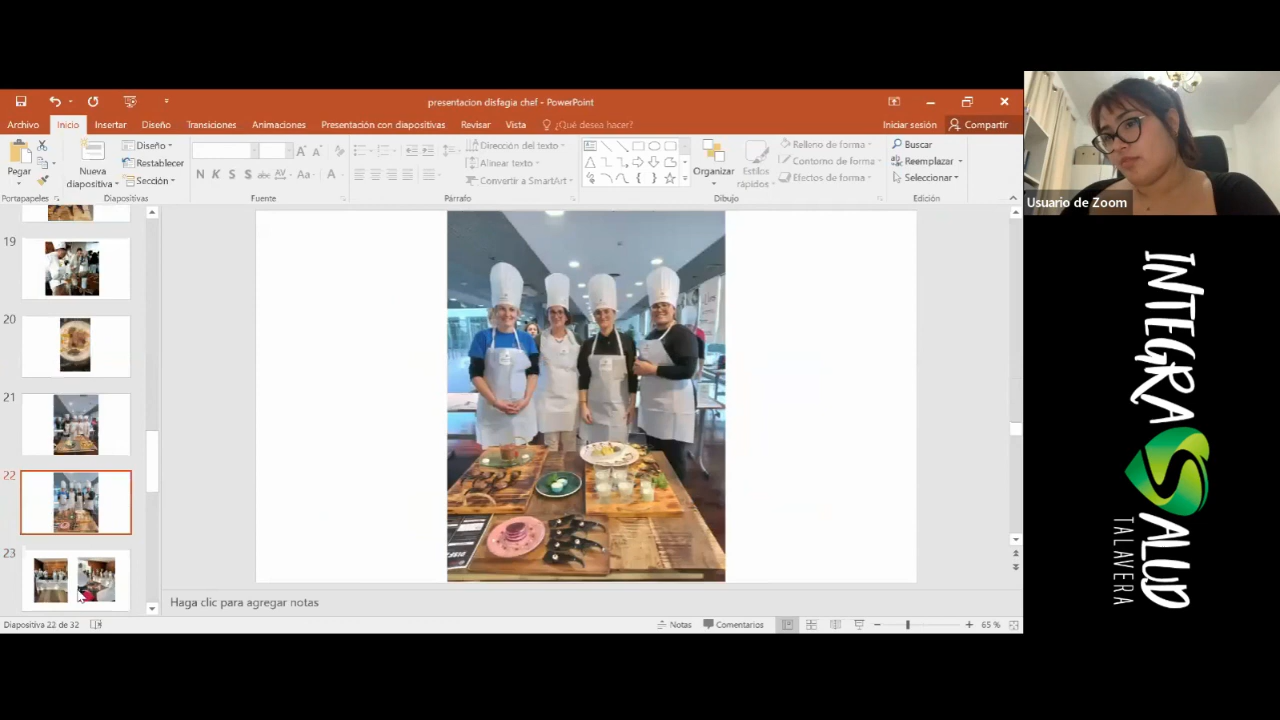 presentacion disfagia chef - PowerPoint
Archivo Inicio Insertar Diseño Transiciones Animaciones Presentación con diapositivas Revisar Vista ¿Qué desea hacer? Iniciar sesión Compartir
Pegar
Nueva diapositiva
Diseño
Restablecer
Sección
N K S S abc AV Aa A
Dirección del texto
Alinear texto
Convertir a SmartArt
Organizar
Estilos rápidos
Relleno de forma
Contorno de forma
Efectos de forma
Buscar
Reemplazar
Seleccionar
Portapapeles Diapositivas Fuente Párrafo Dibujo Edición
19
20
21
22
23
Haga clic para agregar notas
Diapositiva 22 de 32 Notas Comentarios 65 %
Usuario de Zoom
INTEGRA
SALUD
TALAVERA